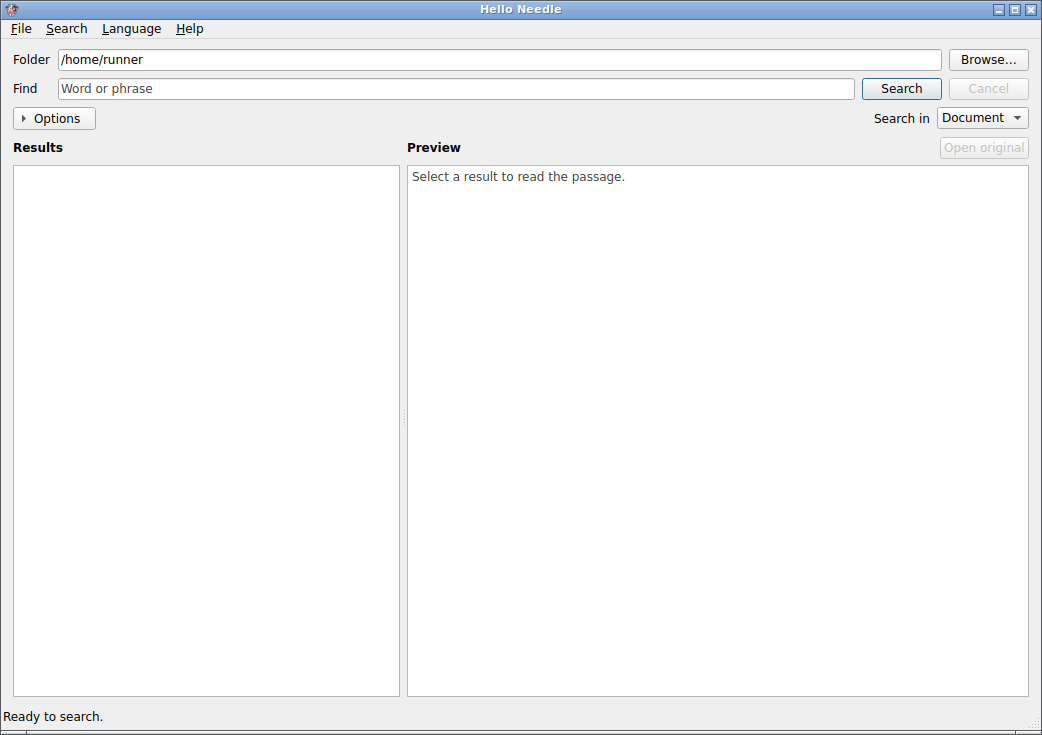 Hello Needle
File Search Language Help
Folder /home/runner Browse...
Find Word or phrase Search Cancel
Options Search in Document
Results Preview Open original
Select a result to read the passage.
Ready to search.